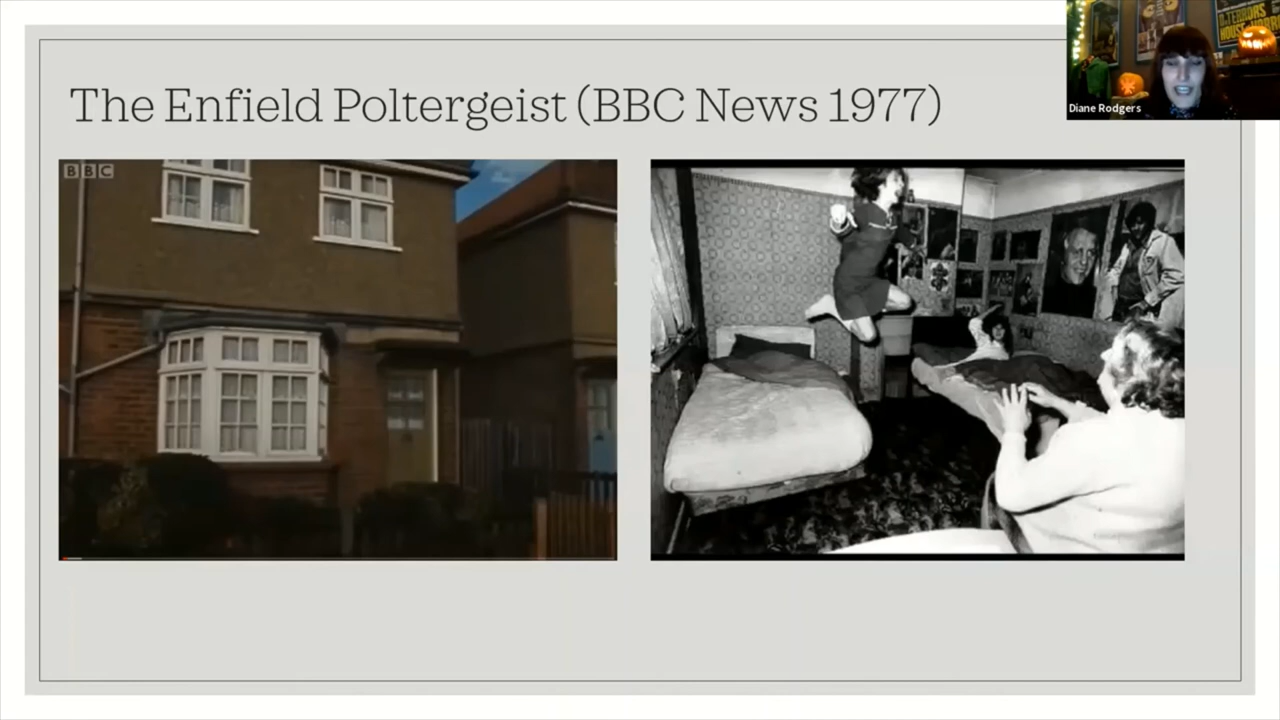 The Enfield Poltergeist (BBC News 1977)
BBC
Diane Rodgers